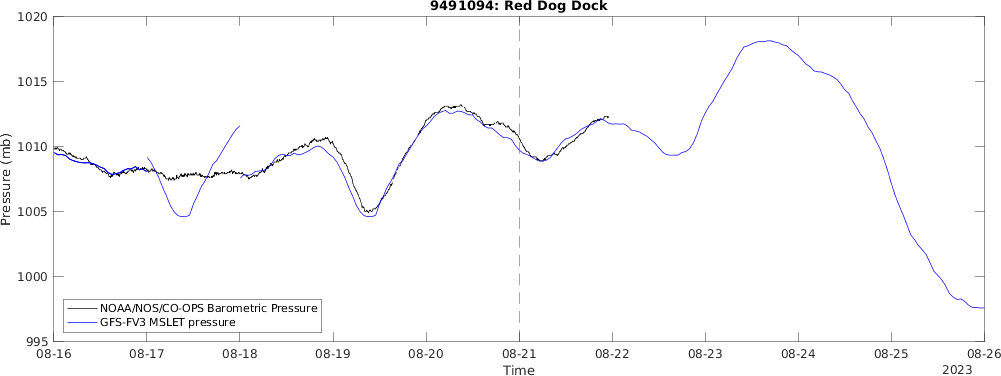 9491094: Red Dog Dock
Pressure (mb)
1020
1015
1010
1005
1000
995
NOAA/NOS/CO-OPS Barometric Pressure
GFS-FV3 MSLET pressure
08-16 08-17 08-18 08-19 08-20 08-21 08-22 08-23 08-24 08-25 08-26
Time
2023